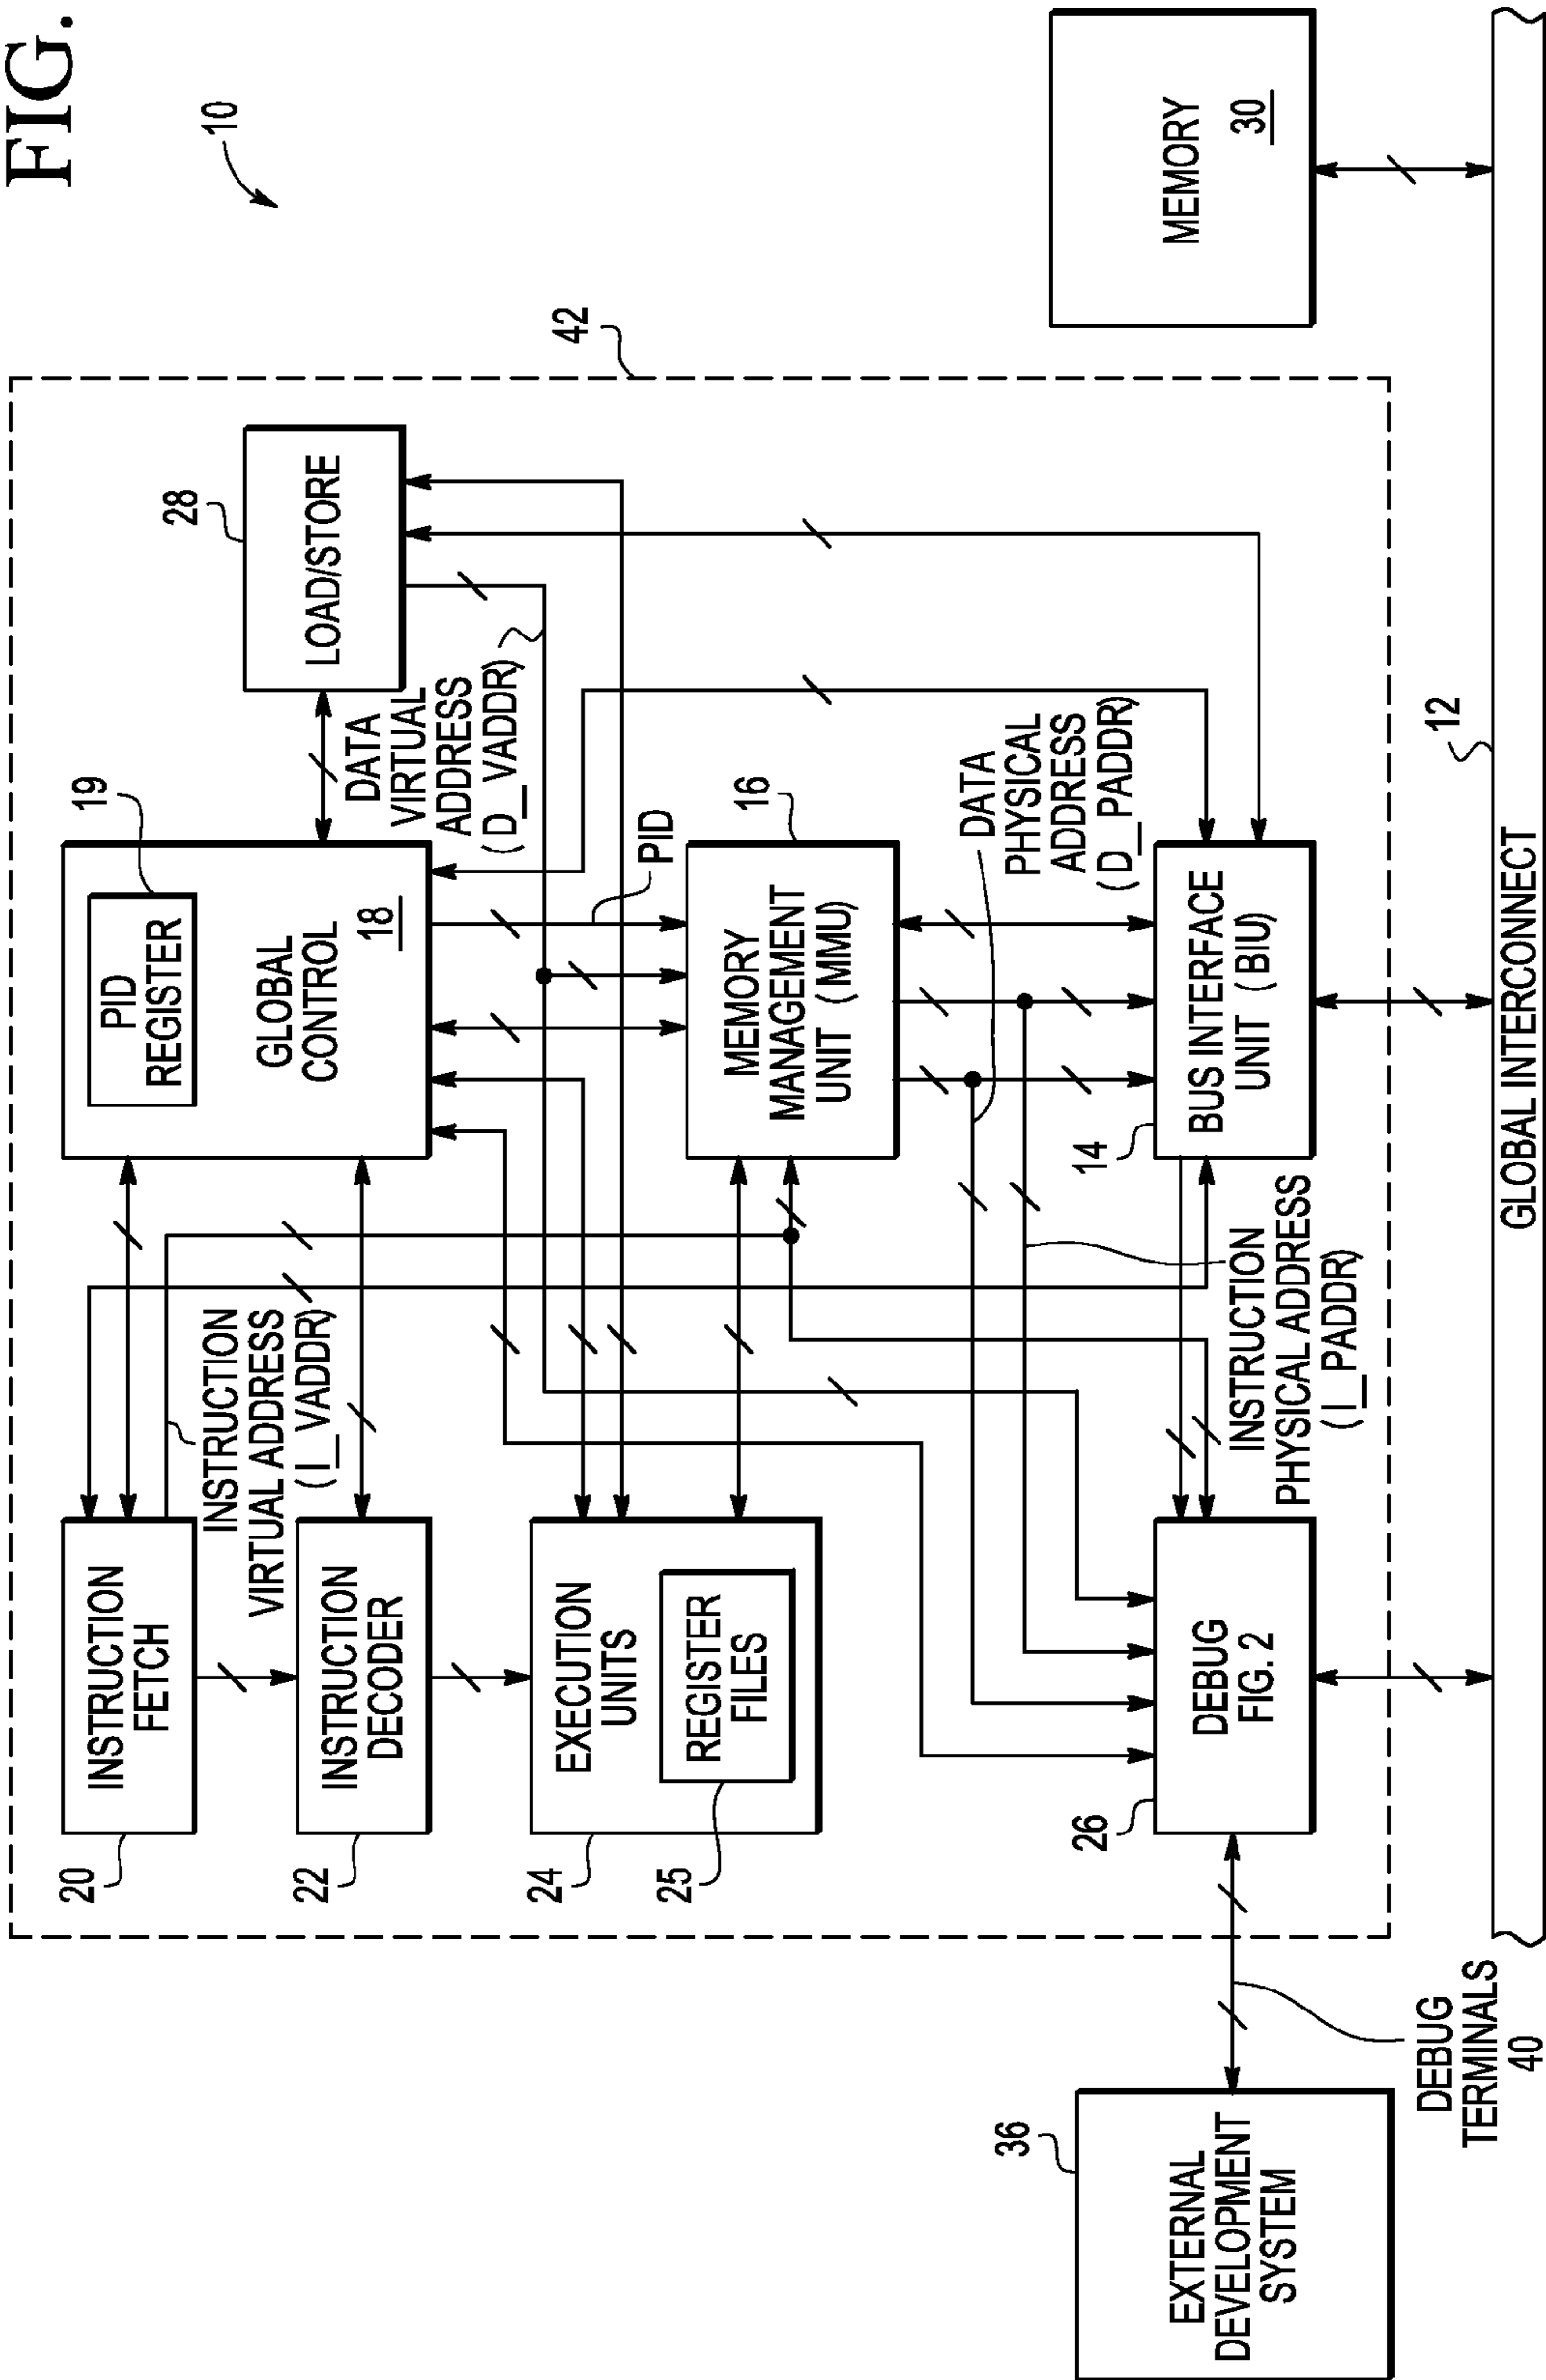 FIG.
10
42
20
INSTRUCTION
FETCH
INSTRUCTION
VIRTUAL ADDRESS
(I_VADDR)
22
INSTRUCTION
DECODER
24
EXECUTION
UNITS
25
REGISTER
FILES
19
PID
REGISTER
GLOBAL
CONTROL
18
28
LOAD/STORE
DATA
VIRTUAL
ADDRESS
(D_VADDR)
PID
16
MEMORY
MANAGEMENT
UNIT (MMU)
DATA
PHYSICAL
ADDRESS
(D_PADDR)
14
BUS INTERFACE
UNIT (BIU)
INSTRUCTION
PHYSICAL ADDRESS
(I_PADDR)
26
DEBUG
FIG. 2
36
EXTERNAL
DEVELOPMENT
SYSTEM
DEBUG
TERMINALS
40
MEMORY
30
12
GLOBAL INTERCONNECT